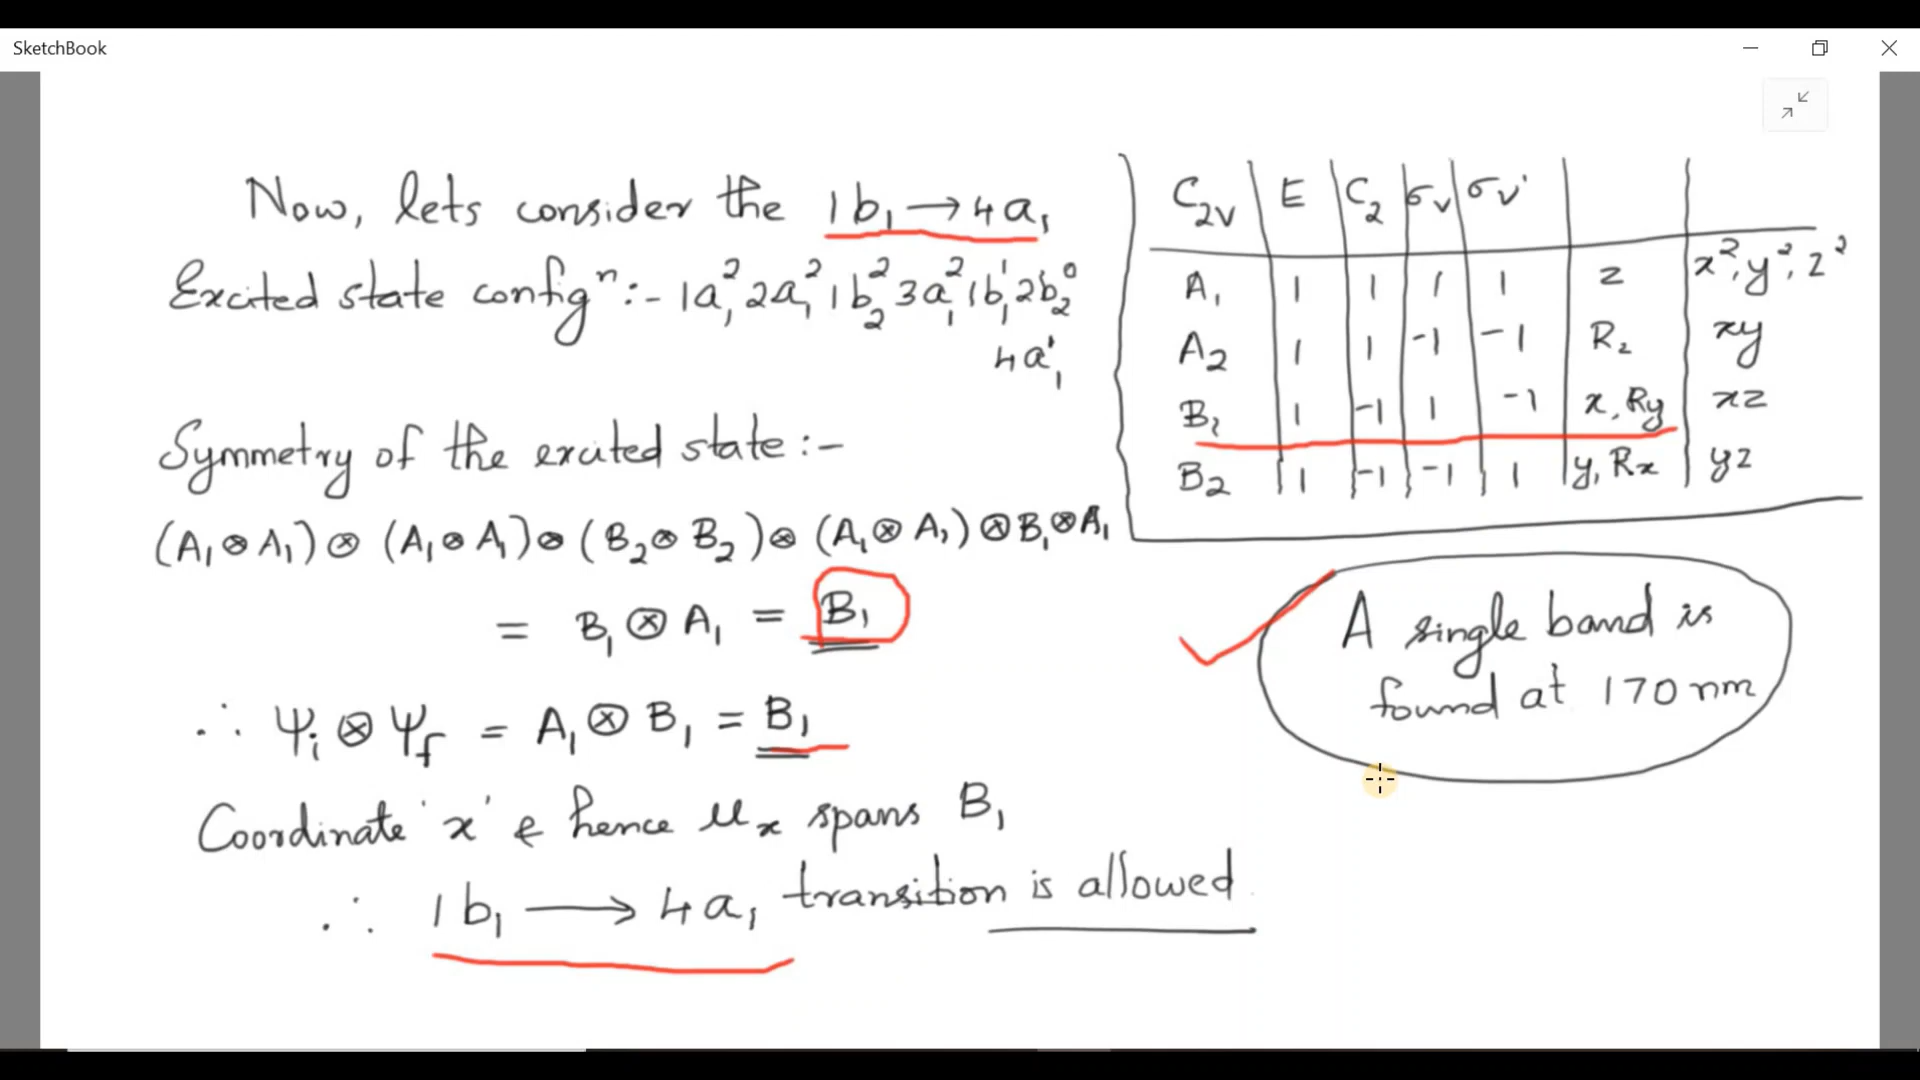 SketchBook
Now, lets consider the 1b₁ → 4a₁
Excited state configⁿ :- 1a₁² 2a₁² 1b₂² 3a₁² 1b₁¹ 2b₂⁰
4a₁¹
Symmetry of the excited state :-
(A₁ ⊗ A₁) ⊗ (A₁ ⊗ A₁) ⊗ (B₂ ⊗ B₂) ⊗ (A₁ ⊗ A₁) ⊗ B₁ ⊗ A₁
= B₁ ⊗ A₁ = B₁
∴ Ψi ⊗ Ψf = A₁ ⊗ B₁ = B₁
Coordinate 'x' & hence μx spans B₁
∴ 1b₁ → 4a₁ transition is allowed.
C₂ᵥ E C₂ σv σv'
A₁ 1 1 1 1 z x², y², z²
A₂ 1 1 -1 -1 Rz xy
B₁ 1 -1 1 -1 x, Ry xz
B₂ 1 -1 -1 1 y, Rx yz
A single band is
found at 170 nm